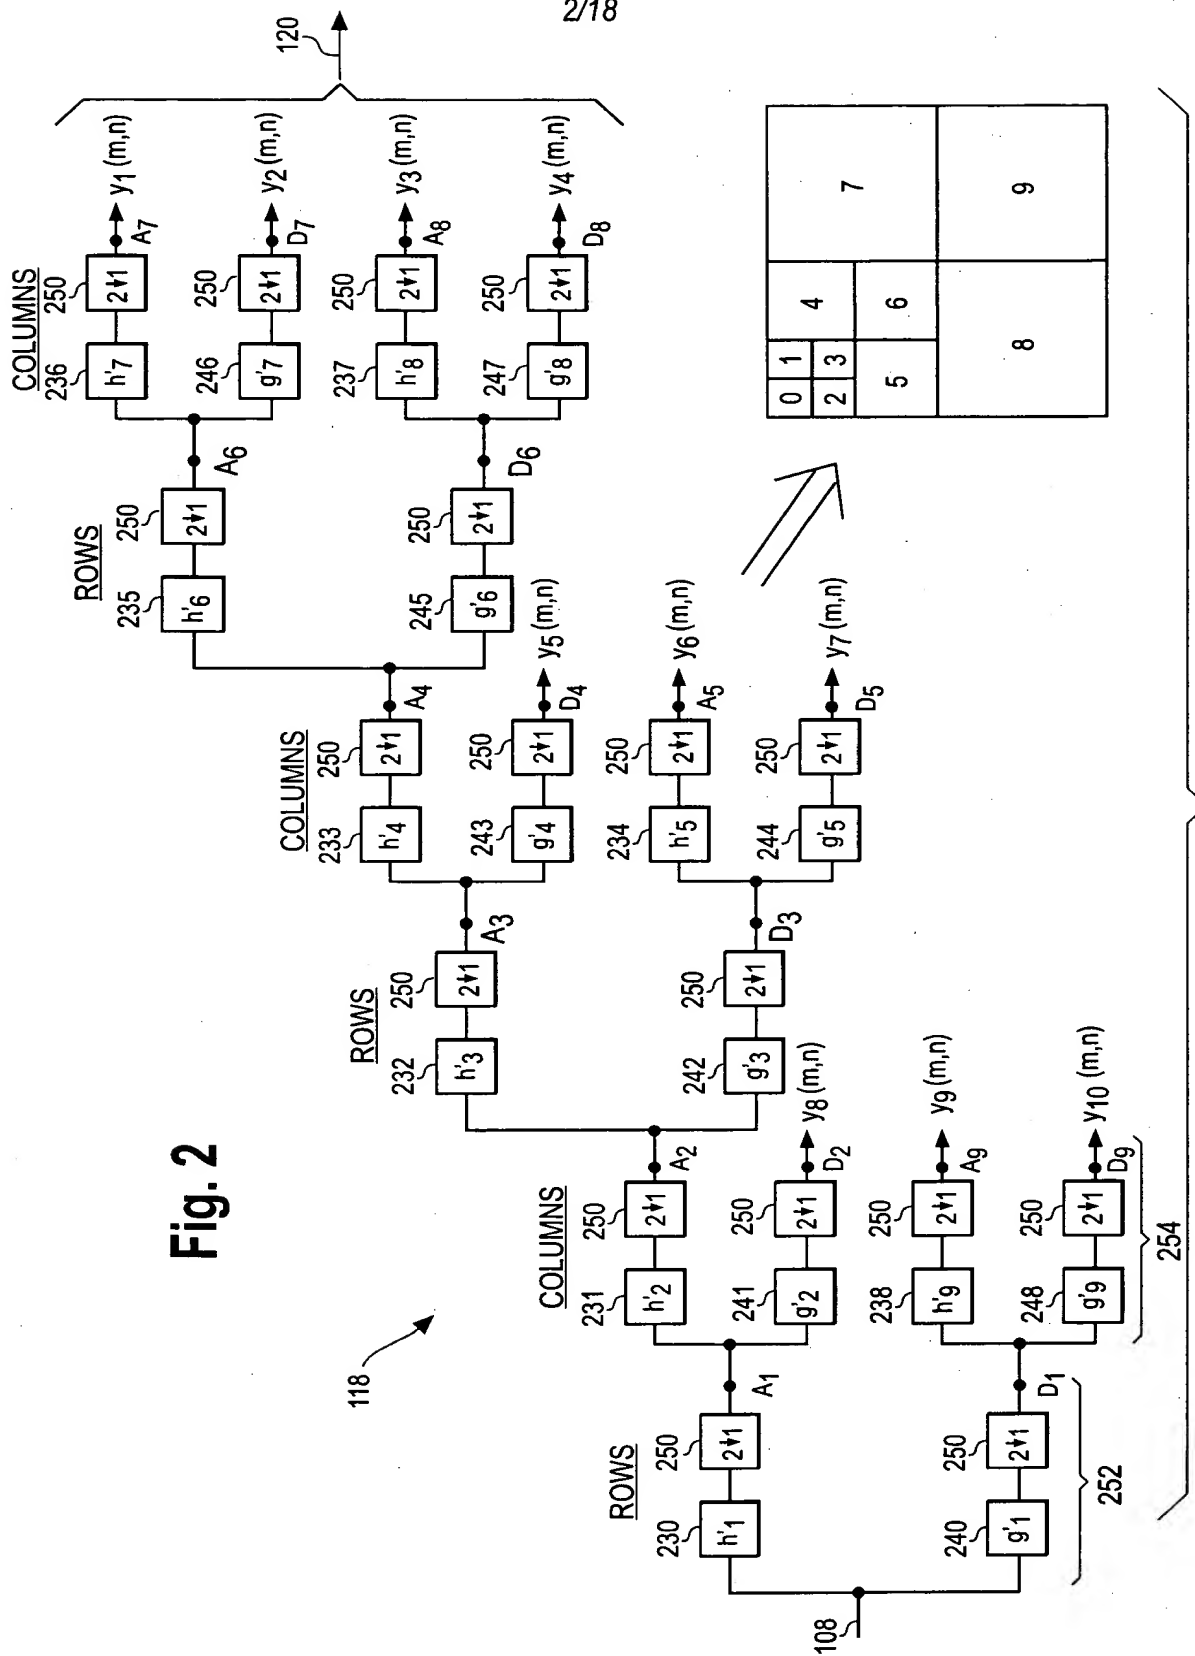 2/18
Fig. 2
118
120
108
ROWS
230
h'1
250
2↓1
A1
240
g'1
250
2↓1
D1
252
COLUMNS
231
h'2
250
2↓1
A2
241
g'2
250
2↓1
D2
y8 (m,n)
238
h'9
250
2↓1
A9
y9 (m,n)
248
g'9
250
2↓1
D9
y10 (m,n)
254
ROWS
232
h'3
250
2↓1
A3
242
g'3
250
2↓1
D3
COLUMNS
233
h'4
250
2↓1
A4
243
g'4
250
2↓1
D4
y5 (m,n)
234
h'5
250
2↓1
A5
y6 (m,n)
244
g'5
250
2↓1
D5
y7 (m,n)
ROWS
235
h'6
250
2↓1
A6
245
g'6
250
2↓1
D6
COLUMNS
236
h'7
250
2↓1
A7
y1 (m,n)
246
g'7
250
2↓1
D7
y2 (m,n)
237
h'8
250
2↓1
A8
y3 (m,n)
247
g'8
250
2↓1
D8
y4 (m,n)
0 1
2 3
4
5 6
7
8 9